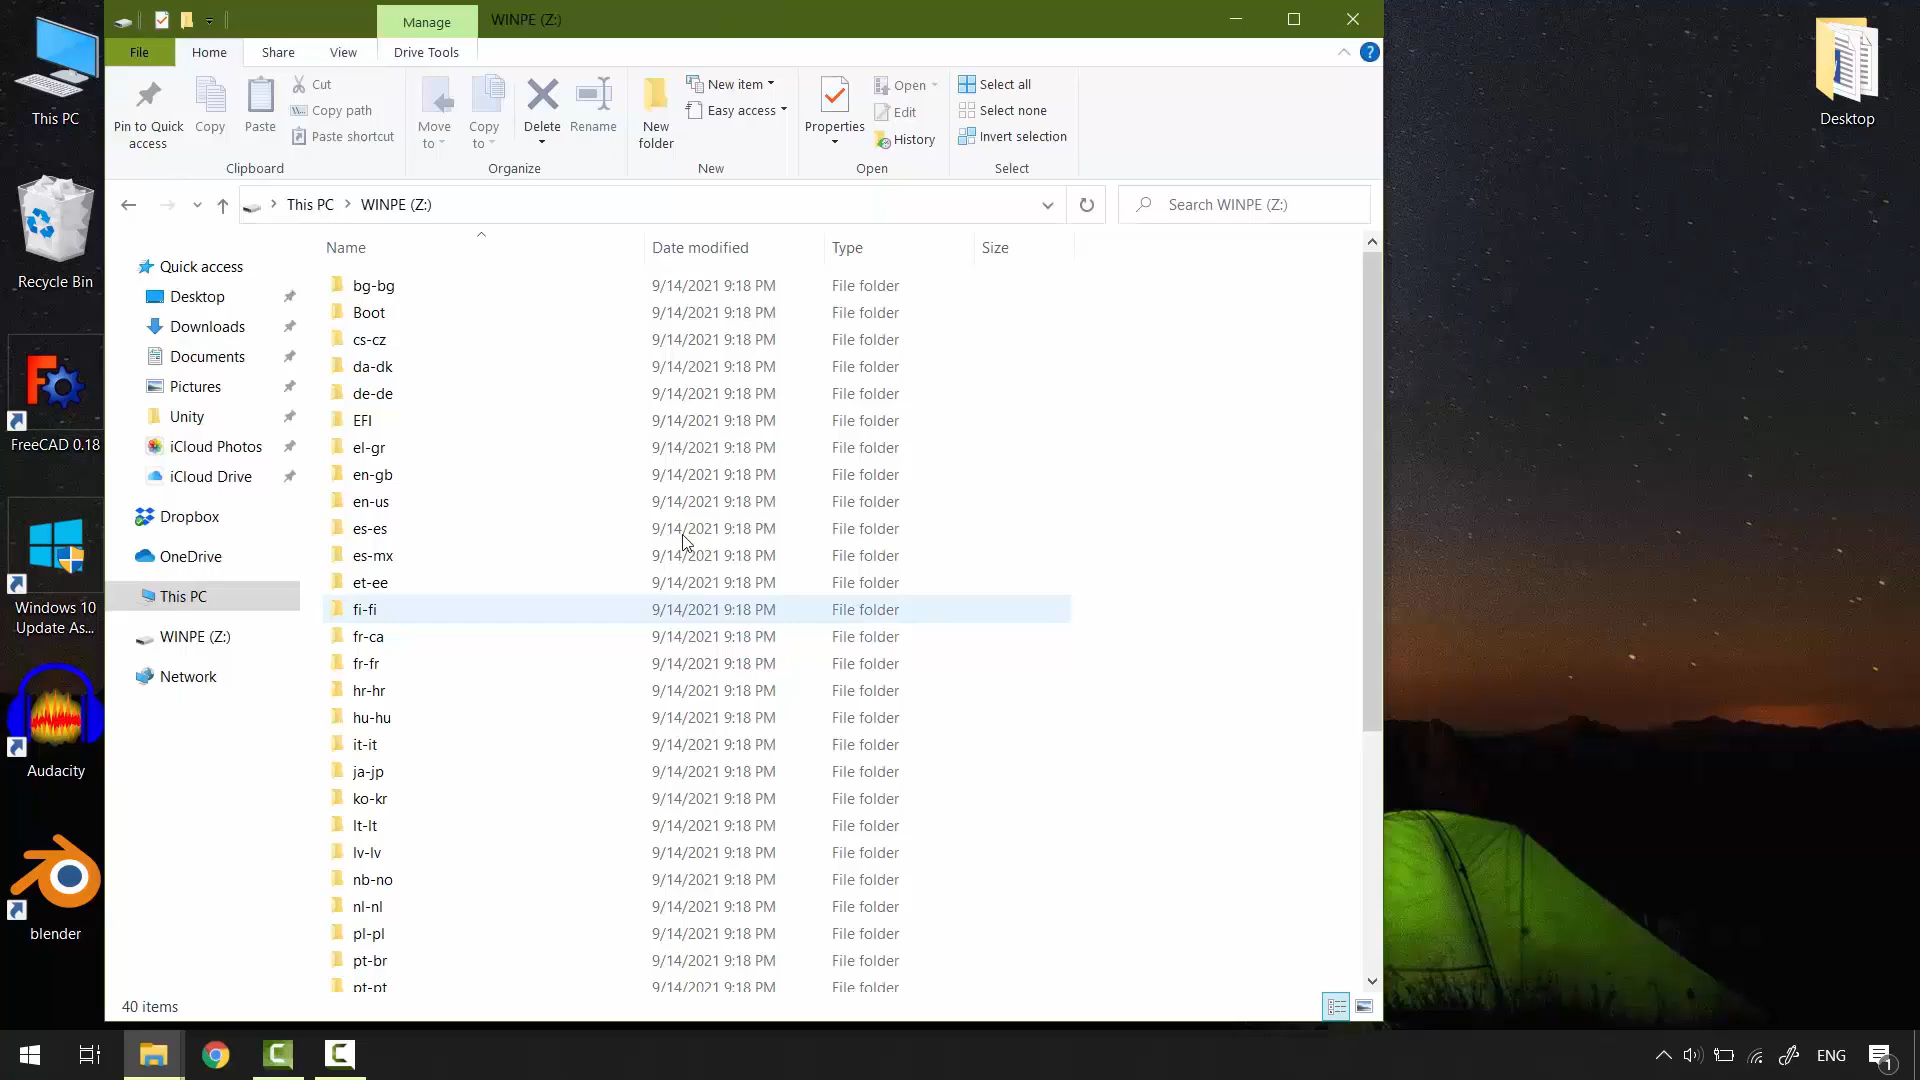 Manage
WINPE (Z:)
File
Home
Share
View
Drive Tools
Pin to Quick access
Copy
Paste
Cut
Copy path
Paste shortcut
Clipboard
Move to
Copy to
Delete
Rename
Organize
New folder
New item
Easy access
New
Properties
Open
Edit
History
Open
Select all
Select none
Invert selection
Select
This PC
WINPE (Z:)
Search WINPE (Z:)
Name
Date modified
Type
Size
Quick access
Desktop
Downloads
Documents
Pictures
Unity
iCloud Photos
iCloud Drive
Dropbox
OneDrive
This PC
WINPE (Z:)
Network
bg-bg 9/14/2021 9:18 PM File folder
Boot 9/14/2021 9:18 PM File folder
cs-cz 9/14/2021 9:18 PM File folder
da-dk 9/14/2021 9:18 PM File folder
de-de 9/14/2021 9:18 PM File folder
EFI 9/14/2021 9:18 PM File folder
el-gr 9/14/2021 9:18 PM File folder
en-gb 9/14/2021 9:18 PM File folder
en-us 9/14/2021 9:18 PM File folder
es-es 9/14/2021 9:18 PM File folder
es-mx 9/14/2021 9:18 PM File folder
et-ee 9/14/2021 9:18 PM File folder
fi-fi 9/14/2021 9:18 PM File folder
fr-ca 9/14/2021 9:18 PM File folder
fr-fr 9/14/2021 9:18 PM File folder
hr-hr 9/14/2021 9:18 PM File folder
hu-hu 9/14/2021 9:18 PM File folder
it-it 9/14/2021 9:18 PM File folder
ja-jp 9/14/2021 9:18 PM File folder
ko-kr 9/14/2021 9:18 PM File folder
lt-lt 9/14/2021 9:18 PM File folder
lv-lv 9/14/2021 9:18 PM File folder
nb-no 9/14/2021 9:18 PM File folder
nl-nl 9/14/2021 9:18 PM File folder
pl-pl 9/14/2021 9:18 PM File folder
pt-br 9/14/2021 9:18 PM File folder
pt-pt 9/14/2021 9:18 PM File folder
40 items
This PC
Recycle Bin
FreeCAD 0.18
Windows 10
Update As...
Audacity
blender
Desktop
ENG
1